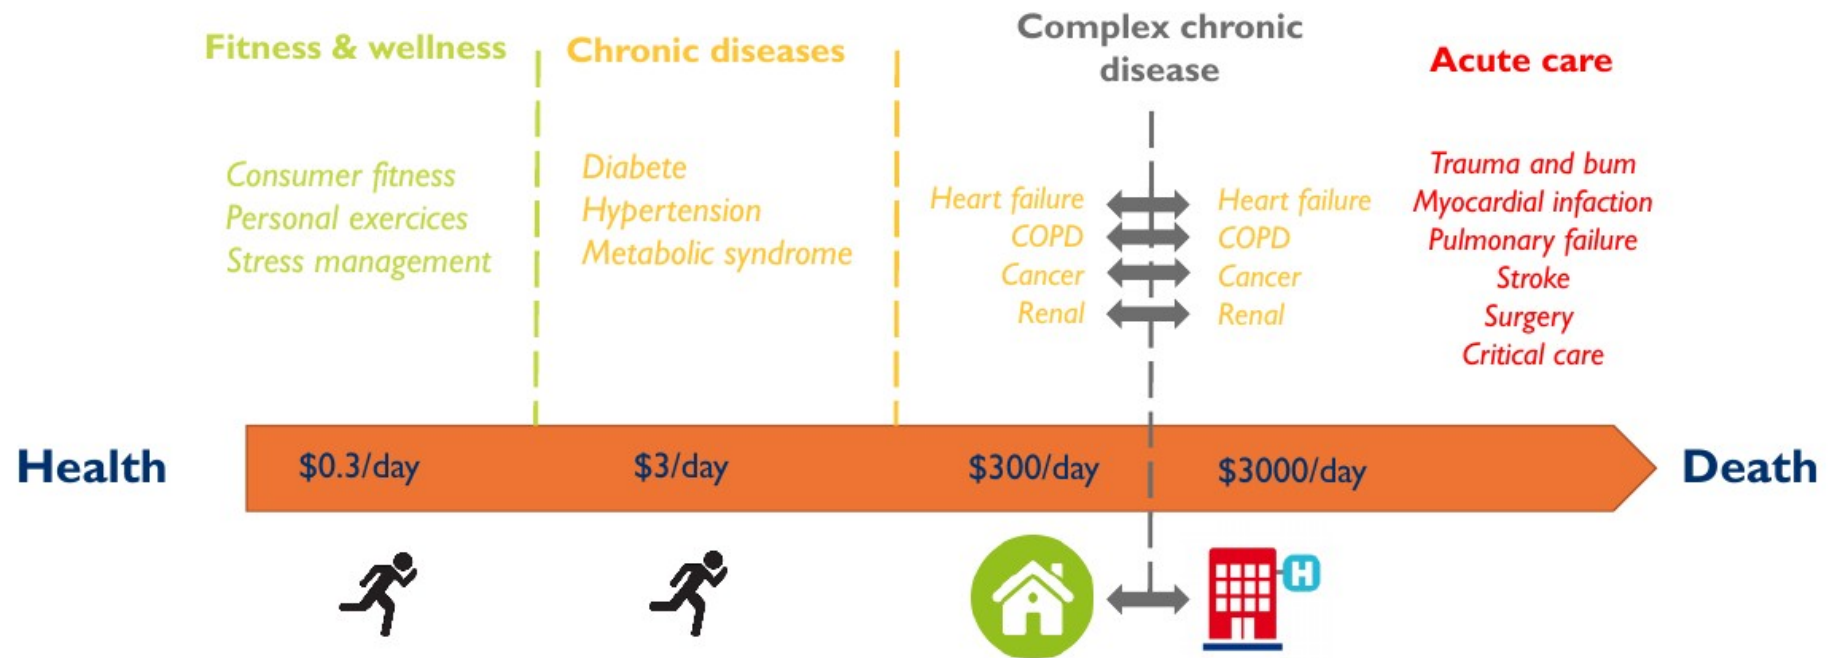 Fitness & wellness
Consumer fitness
Personal exercices
Stress management
Chronic diseases
Diabete
Hypertension
Metabolic syndrome
Complex chronic
disease
Heart failure
COPD
Cancer
Renal
Heart failure
COPD
Cancer
Renal
Acute care
Trauma and bum
Myocardial infaction
Pulmonary failure
Stroke
Surgery
Critical care
Health
$0.3/day
$3/day
$300/day
$3000/day
Death
H